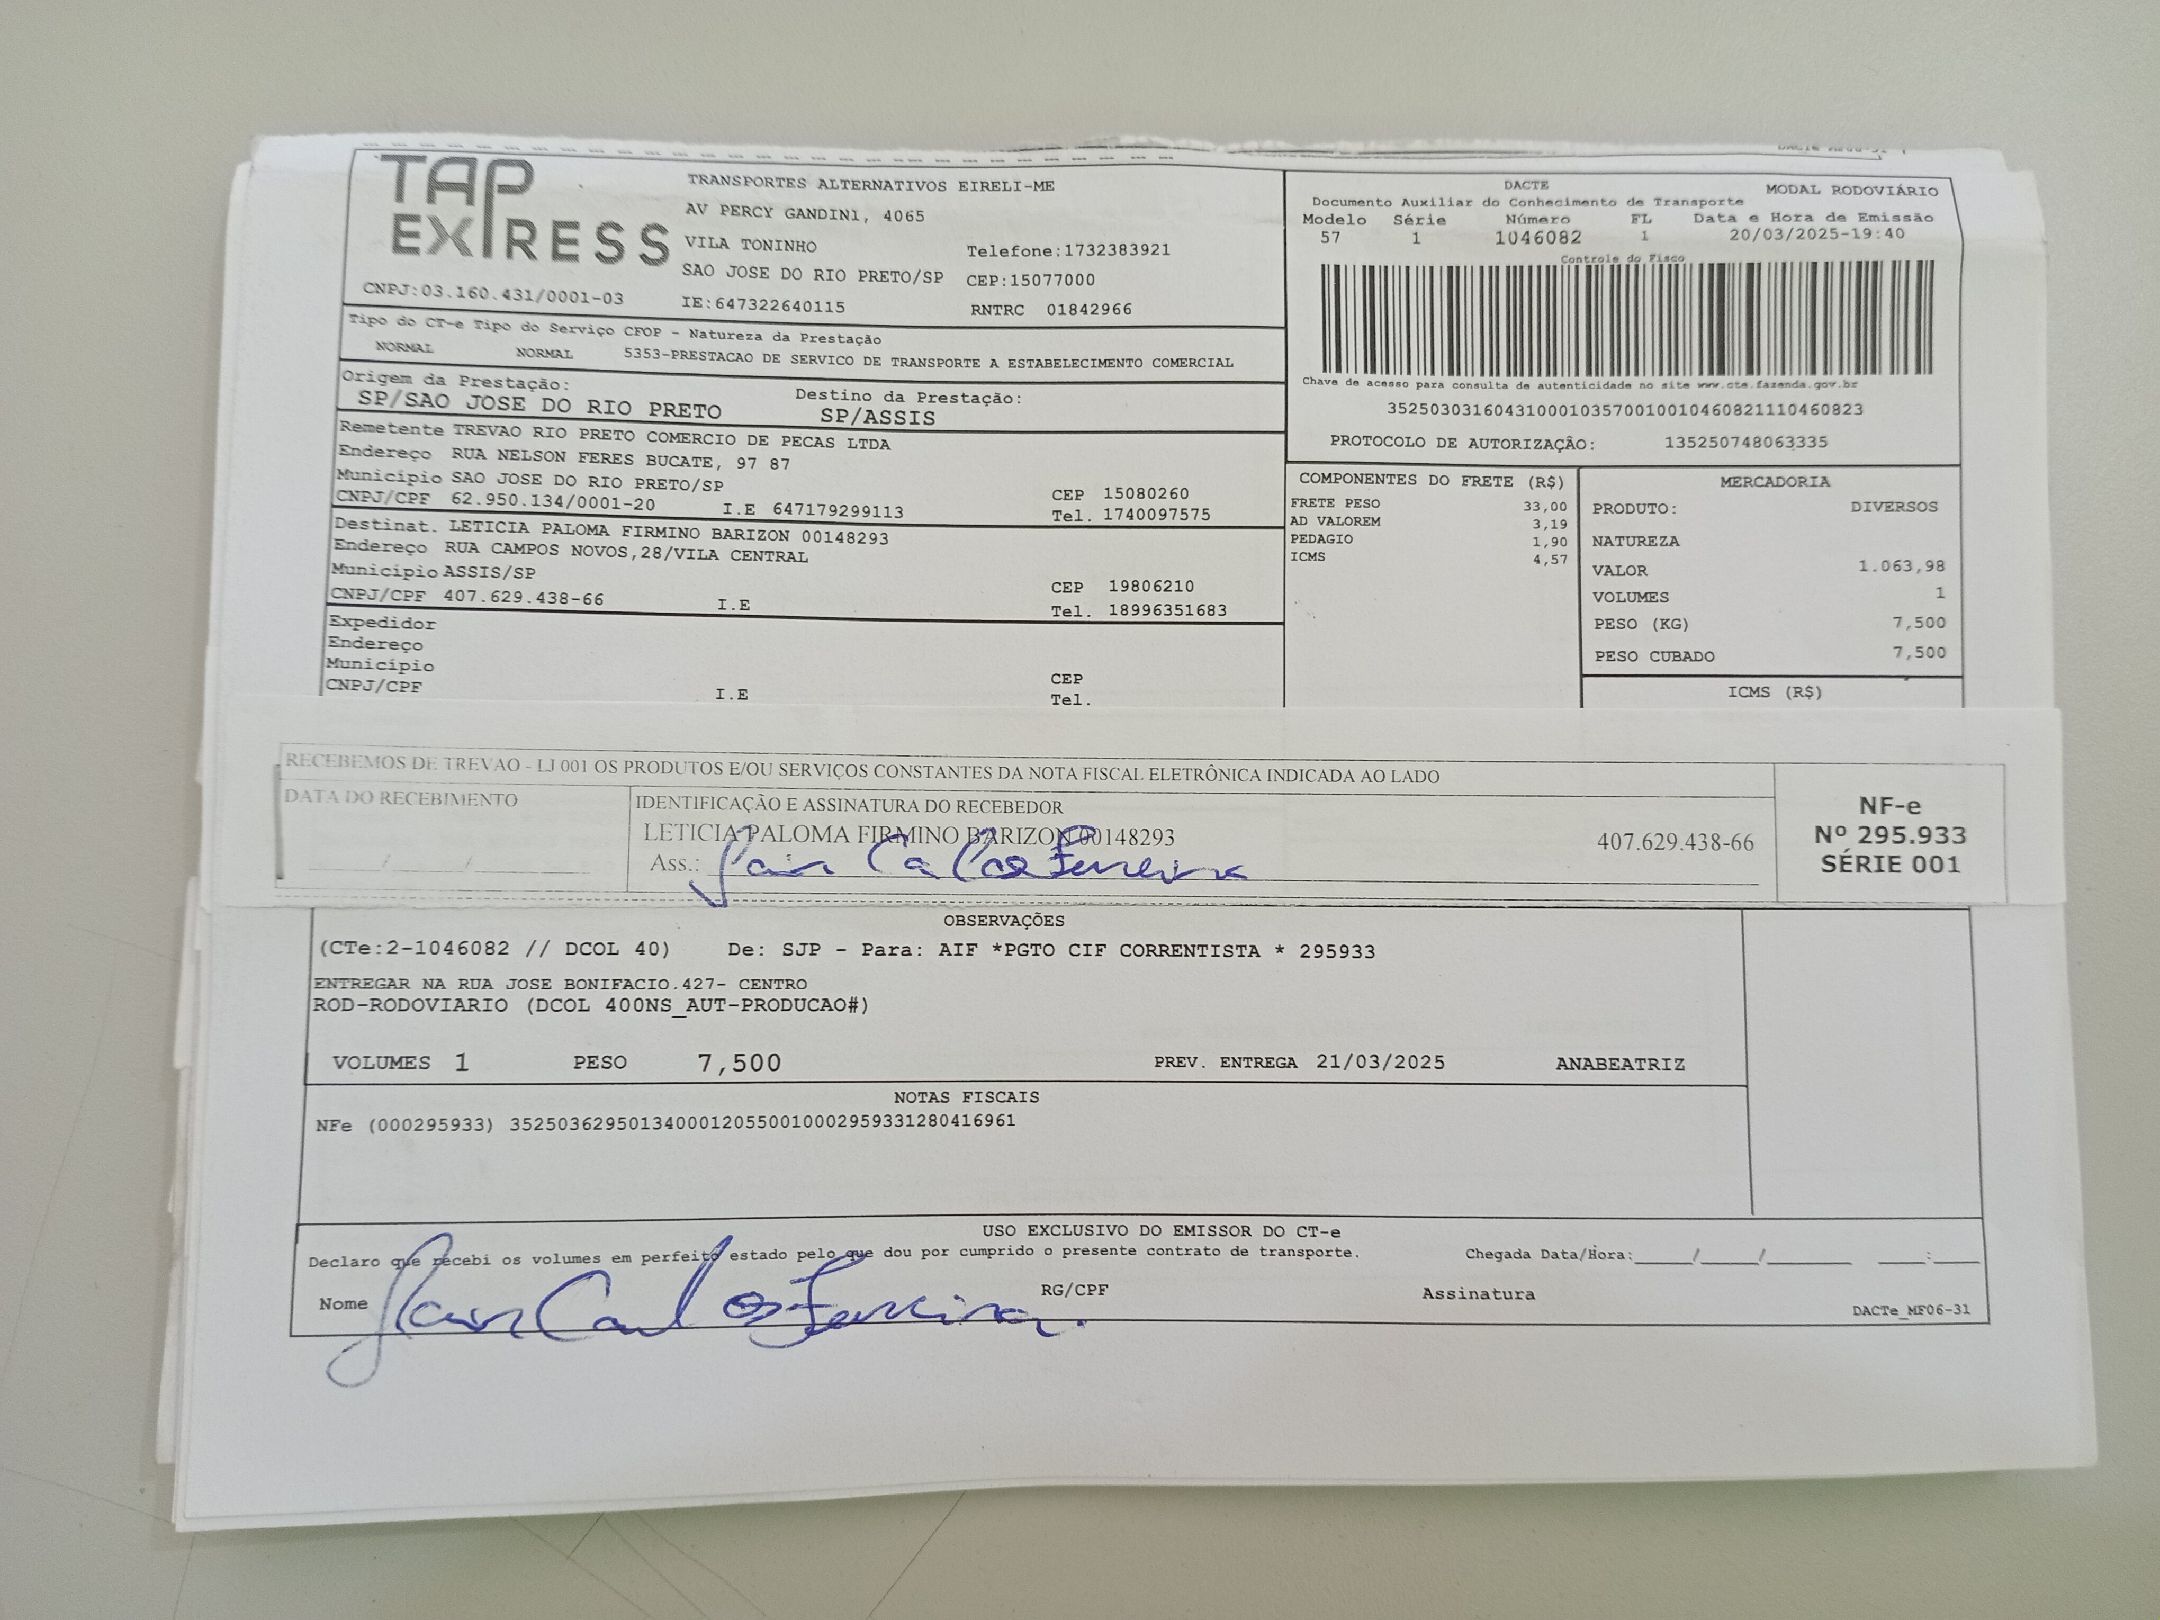 TAP EXPRESS
CNPJ:03.160.431/0001-03
TRANSPORTES ALTERNATIVOS EIRELI-ME
AV PERCY GANDINI, 4065
VILA TONINHO Telefone:1732383921
SAO JOSE DO RIO PRETO/SP CEP:15077000
IE:647322640115 RNTRC 01842966
DACTE MODAL RODOVIÁRIO
Documento Auxiliar do Conhecimento de Transporte
Modelo Série Número FL Data e Hora de Emissão
57 1 1046082 1 20/03/2025-19:40
Controle do Fisco
Chave de acesso para consulta de autenticidade no site www.cte.fazenda.gov.br
35250303160431000103570010010460821110460823
PROTOCOLO DE AUTORIZAÇÃO: 135250748063335
Tipo do CT-e Tipo do Serviço CFOP - Natureza da Prestação
NORMAL NORMAL 5353-PRESTACAO DE SERVICO DE TRANSPORTE A ESTABELECIMENTO COMERCIAL
Origem da Prestação: Destino da Prestação:
SP/SAO JOSE DO RIO PRETO SP/ASSIS
Remetente TREVAO RIO PRETO COMERCIO DE PECAS LTDA
Endereço RUA NELSON FERES BUCATE, 97 87
Município SAO JOSE DO RIO PRETO/SP CEP 15080260
CNPJ/CPF 62.950.134/0001-20 I.E 647179299113 Tel. 1740097575
Destinat. LETICIA PALOMA FIRMINO BARIZON 00148293
Endereço RUA CAMPOS NOVOS,28/VILA CENTRAL
Município ASSIS/SP CEP 19806210
CNPJ/CPF 407.629.438-66 I.E Tel. 18996351683
Expedidor
Endereço
Município CEP
CNPJ/CPF I.E Tel.
COMPONENTES DO FRETE (R$)
FRETE PESO 33,00
AD VALOREM 3,19
PEDAGIO 1,90
ICMS 4,57
MERCADORIA
PRODUTO: DIVERSOS
NATUREZA
VALOR 1.063,98
VOLUMES 1
PESO (KG) 7,500
PESO CUBADO 7,500
ICMS (R$)
RECEBEMOS DE TREVAO - LJ 001 OS PRODUTOS E/OU SERVIÇOS CONSTANTES DA NOTA FISCAL ELETRÔNICA INDICADA AO LADO
DATA DO RECEBIMENTO IDENTIFICAÇÃO E ASSINATURA DO RECEBEDOR
LETICIA PALOMA FIRMINO BARIZON 00148293 407.629.438-66
Ass.: Carlos Ferreira
NF-e
Nº 295.933
SÉRIE 001
OBSERVAÇÕES
(CTe:2-1046082 // DCOL 40) De: SJP - Para: AIF *PGTO CIF CORRENTISTA * 295933
ENTREGAR NA RUA JOSE BONIFACIO.427- CENTRO
ROD-RODOVIARIO (DCOL 400NS_AUT-PRODUCAO#)
VOLUMES 1 PESO 7,500 PREV. ENTREGA 21/03/2025 ANABEATRIZ
NOTAS FISCAIS
NFe (000295933) 35250362950134000120550010002959331280416961
USO EXCLUSIVO DO EMISSOR DO CT-e
Declaro que recebi os volumes em perfeito estado pelo que dou por cumprido o presente contrato de transporte. Chegada Data/Hora:____/____/______ ___:___
Nome Carlos Ferreira RG/CPF Assinatura
DACTe_MF06-31